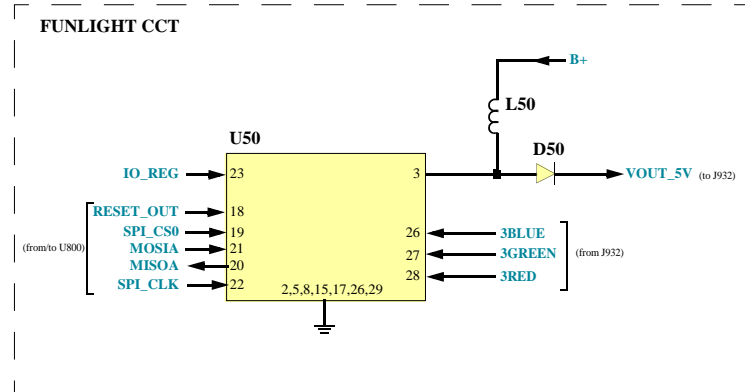 FUNLIGHT CCT
B+
L50
U50
D50
IO_REG 23 3 VOUT_5V (to J932)
RESET_OUT 18
SPI_CS0 19 26 3BLUE
(from/to U800) MOSIA 21 27 3GREEN (from J932)
MISOA 20
SPI_CLK 22 28 3RED
2,5,8,15,17,26,29